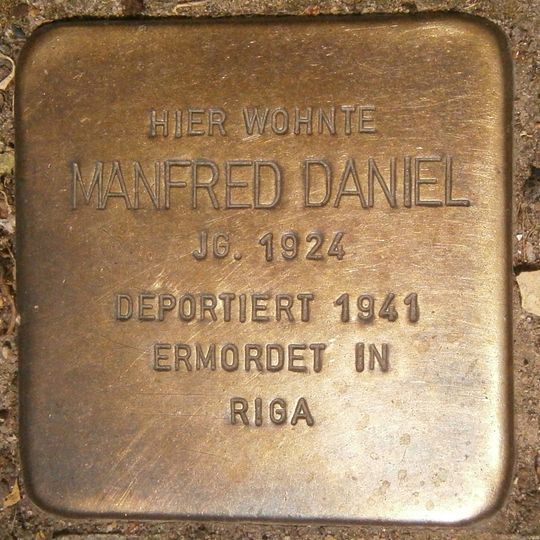 HIER WOHNTE
MANFRED DANIEL
JG. 1924
DEPORTIERT 1941
ERMORDET IN
RIGA